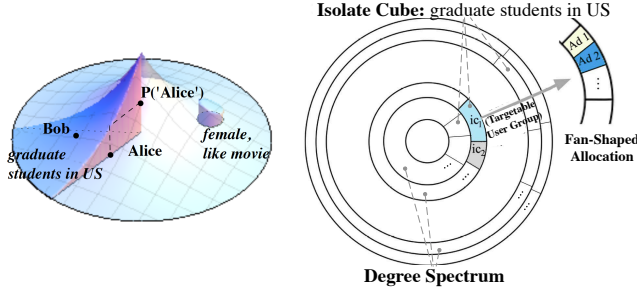 Isolate Cube: graduate students in US
Ad 1
Ad 2
...
P('Alice')
Bob
Alice
graduate
students in US
female,
like movie
ic1
(Targetable
User Group)
ic2
...
...
...
Fan-Shaped
Allocation
Degree Spectrum